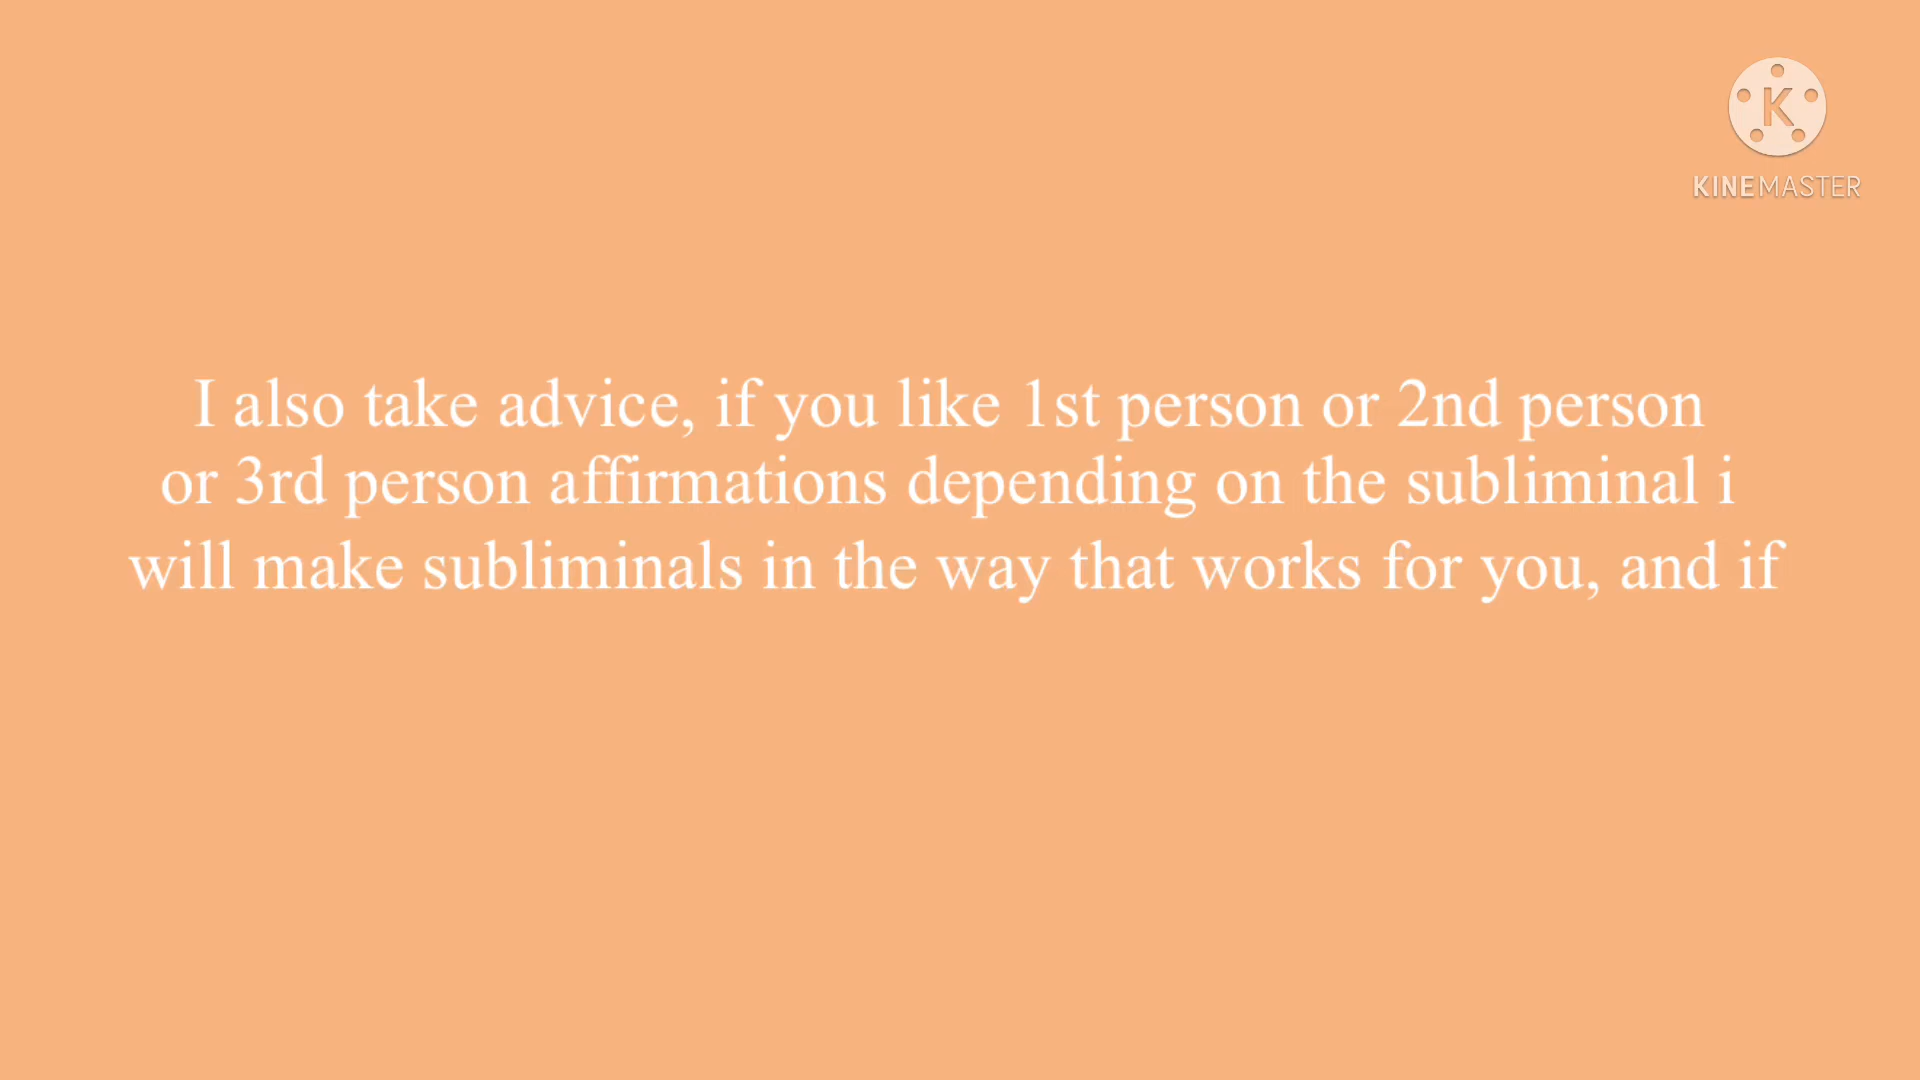 K
KINEMASTER
I also take advice, if you like 1st person or 2nd person
or 3rd person affirmations depending on the subliminal i
will make subliminals in the way that works for you, and if